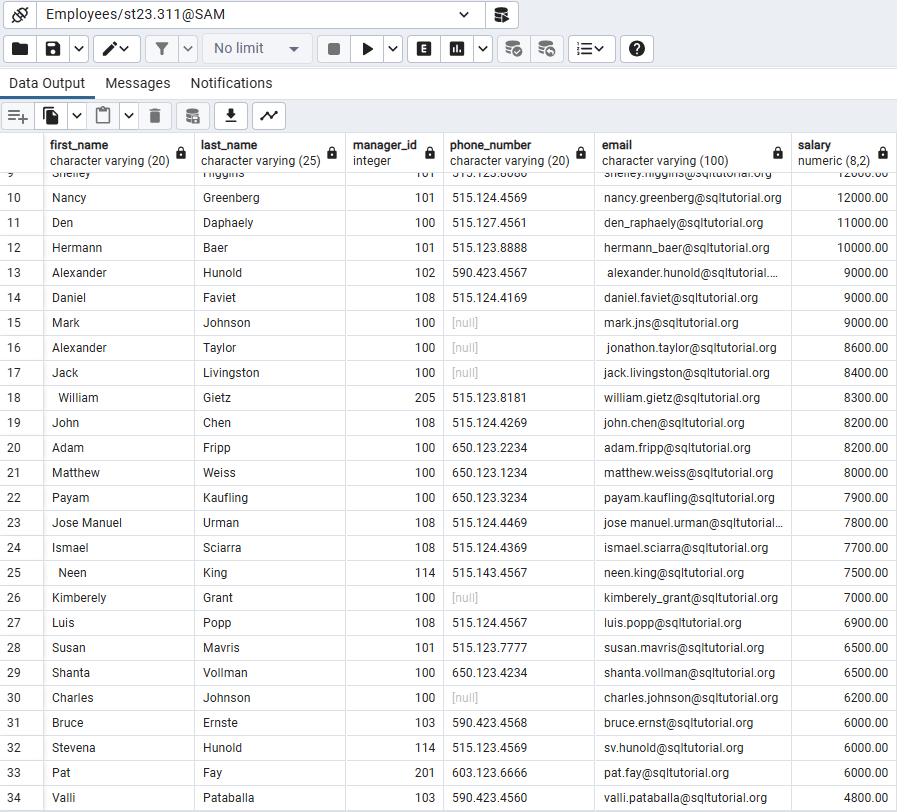 Employees/st23.311@SAM
No limit
Data Output Messages Notifications
first_name last_name manager_id phone_number email salary
character varying (20) character varying (25) integer character varying (20) character varying (100) numeric (8,2)
9 Shelley Higgins 101 515.123.8080 shelley.higgins@sqltutorial.org 12000.00
10 Nancy Greenberg 101 515.124.4569 nancy.greenberg@sqltutorial.org 12000.00
11 Den Daphaely 100 515.127.4561 den_raphaely@sqltutorial.org 11000.00
12 Hermann Baer 101 515.123.8888 hermann_baer@sqltutorial.org 10000.00
13 Alexander Hunold 102 590.423.4567 alexander.hunold@sqltutorial.... 9000.00
14 Daniel Faviet 108 515.124.4169 daniel.faviet@sqltutorial.org 9000.00
15 Mark Johnson 100 [null] mark.jns@sqltutorial.org 9000.00
16 Alexander Taylor 100 [null] jonathon.taylor@sqltutorial.org 8600.00
17 Jack Livingston 100 [null] jack.livingston@sqltutorial.org 8400.00
18 William Gietz 205 515.123.8181 william.gietz@sqltutorial.org 8300.00
19 John Chen 108 515.124.4269 john.chen@sqltutorial.org 8200.00
20 Adam Fripp 100 650.123.2234 adam.fripp@sqltutorial.org 8200.00
21 Matthew Weiss 100 650.123.1234 matthew.weiss@sqltutorial.org 8000.00
22 Payam Kaufling 100 650.123.3234 payam.kaufling@sqltutorial.org 7900.00
23 Jose Manuel Urman 108 515.124.4469 jose manuel.urman@sqltutorial... 7800.00
24 Ismael Sciarra 108 515.124.4369 ismael.sciarra@sqltutorial.org 7700.00
25 Neen King 114 515.143.4567 neen.king@sqltutorial.org 7500.00
26 Kimberely Grant 100 [null] kimberely_grant@sqltutorial.org 7000.00
27 Luis Popp 108 515.124.4567 luis.popp@sqltutorial.org 6900.00
28 Susan Mavris 101 515.123.7777 susan.mavris@sqltutorial.org 6500.00
29 Shanta Vollman 100 650.123.4234 shanta.vollman@sqltutorial.org 6500.00
30 Charles Johnson 100 [null] charles.johnson@sqltutorial.org 6200.00
31 Bruce Ernste 103 590.423.4568 bruce.ernst@sqltutorial.org 6000.00
32 Stevena Hunold 114 515.123.4569 sv.hunold@sqltutorial.org 6000.00
33 Pat Fay 201 603.123.6666 pat.fay@sqltutorial.org 6000.00
34 Valli Pataballa 103 590.423.4560 valli.pataballa@sqltutorial.org 4800.00